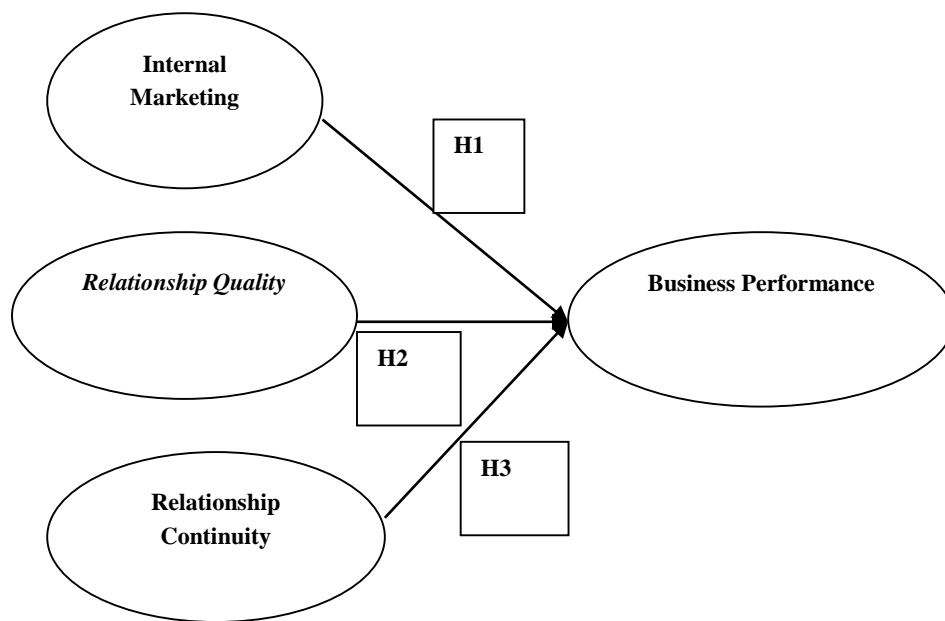 Internal
Marketing
H1
Relationship Quality
Business Performance
H2
H3
Relationship
Continuity